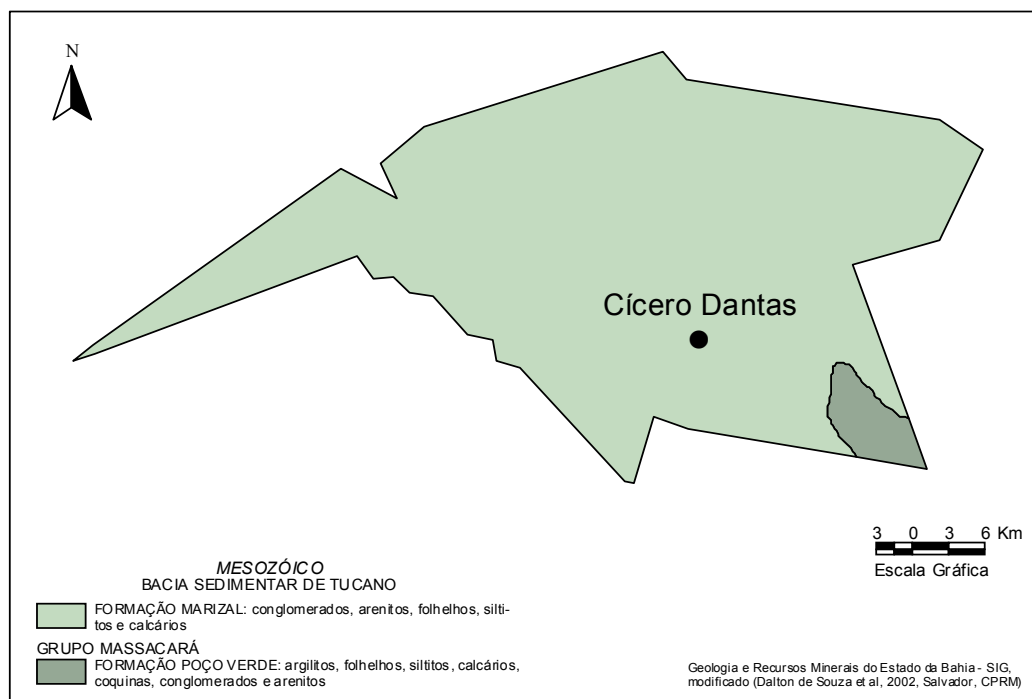 N
Cícero Dantas
3 0 3 6 Km
Escala Gráfica
MESOZÓICO
BACIA SEDIMENTAR DE TUCANO
FORMAÇÃO MARIZAL: conglomerados, arenitos, folhelhos, silti-
tos e calcários
GRUPO MASSACARÁ
FORMAÇÃO POÇO VERDE: argilitos, folhelhos, siltitos, calcários,
coquinas, conglomerados e arenitos
Geologia e Recursos Minerais do Estado da Bahia - SIG,
modificado (Dalton de Souza et al, 2002, Salvador, CPRM)